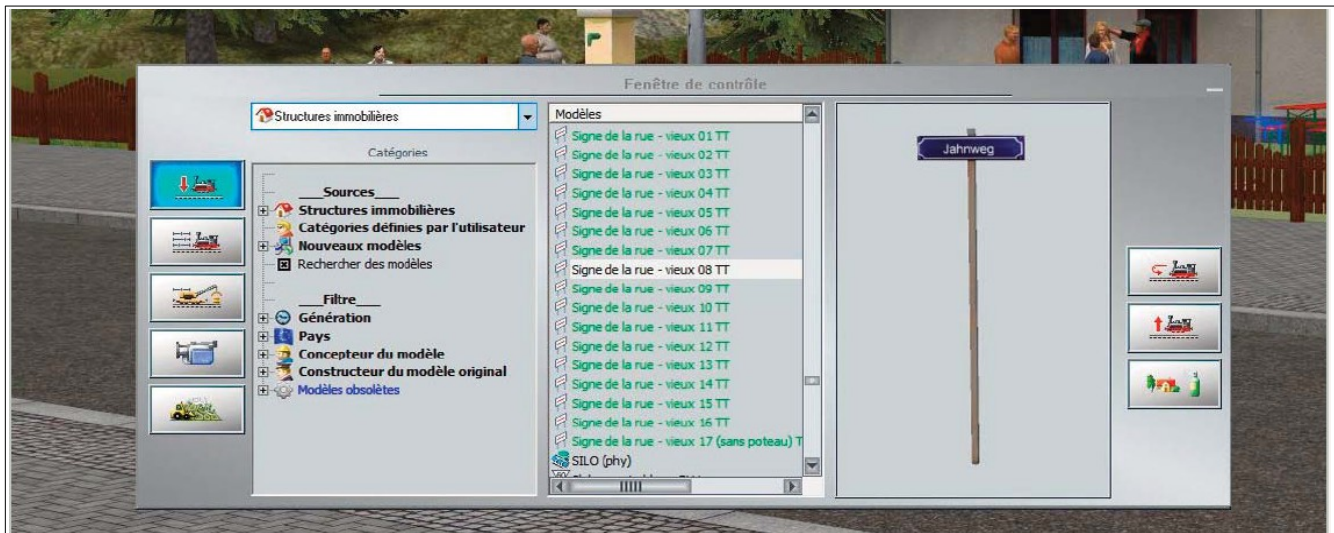 Fenêtre de contrôle
Structures immobilières
Catégories
___Sources___
Structures immobilières
Catégories définies par l'utilisateur
Nouveaux modèles
Rechercher des modèles
___Filtre___
Génération
Pays
Concepteur du modèle
Constructeur du modèle original
Modèles obsolètes
Modèles
Signe de la rue - vieux 01 TT
Signe de la rue - vieux 02 TT
Signe de la rue - vieux 03 TT
Signe de la rue - vieux 04 TT
Signe de la rue - vieux 05 TT
Signe de la rue - vieux 06 TT
Signe de la rue - vieux 07 TT
Signe de la rue - vieux 08 TT
Signe de la rue - vieux 09 TT
Signe de la rue - vieux 10 TT
Signe de la rue - vieux 11 TT
Signe de la rue - vieux 12 TT
Signe de la rue - vieux 13 TT
Signe de la rue - vieux 14 TT
Signe de la rue - vieux 15 TT
Signe de la rue - vieux 16 TT
Signe de la rue - vieux 17 (sans poteau) T
SILO (phy)
Jahnweg